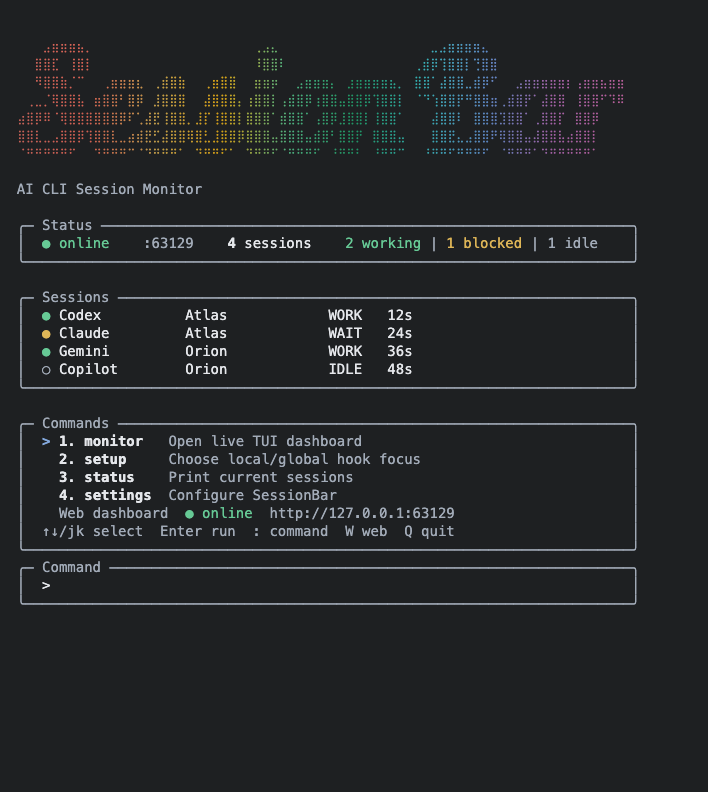 SessionBar
AI CLI Session Monitor
Status
● online :63129 4 sessions 2 working | 1 blocked | 1 idle
Sessions
● Codex Atlas WORK 12s
● Claude Atlas WAIT 24s
● Gemini Orion WORK 36s
○ Copilot Orion IDLE 48s
Commands
> 1. monitor Open live TUI dashboard
2. setup Choose local/global hook focus
3. status Print current sessions
4. settings Configure SessionBar
Web dashboard ● online http://127.0.0.1:63129
↑↓/jk select Enter run : command W web Q quit
Command
>